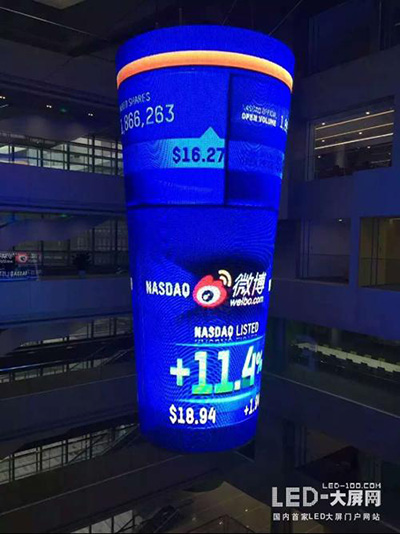 SHARES
1,866,263
$16.27
OPEN VOLUME
NASDAQ 微博
weibo.com
NASDAQ LISTED
+11.4%
$18.94
LED-100.COM
LED-大屏网
国内首家LED大屏门户网站